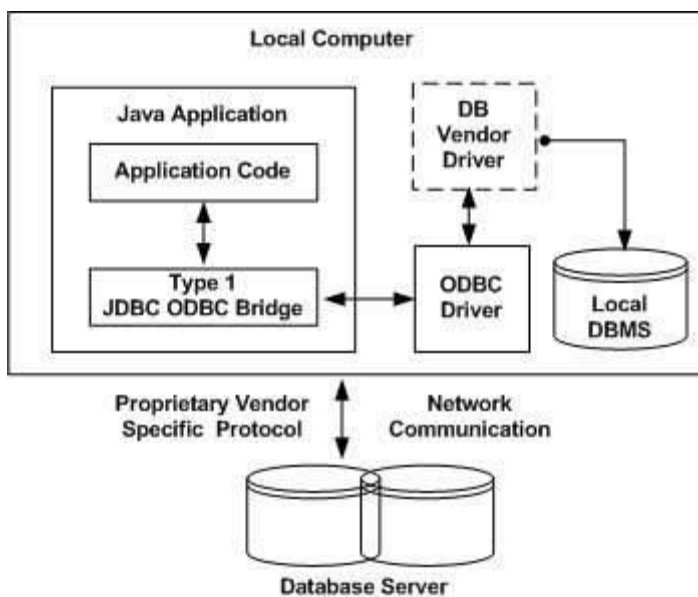 Local Computer
Java Application
Application Code
Type 1
JDBC ODBC Bridge
DB
Vendor
Driver
ODBC
Driver
Local
DBMS
Proprietary Vendor
Specific Protocol
Network
Communication
Database Server